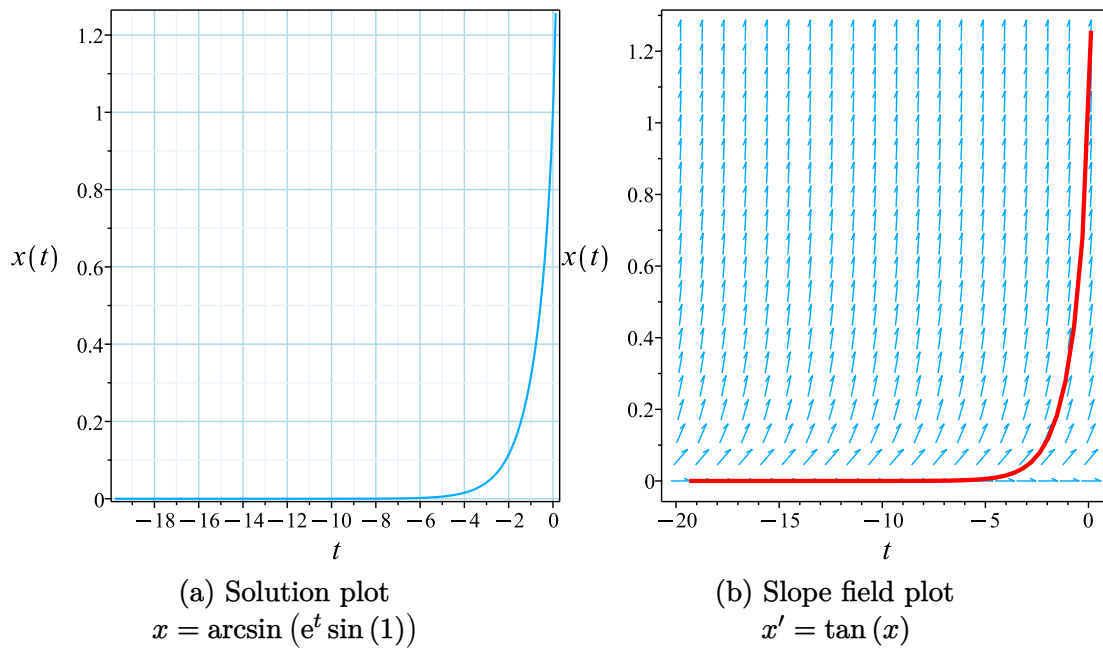 1.2
1
0.8
x(t)
0.6
0.4
0.2
0
−18 −16 −14 −12 −10 −8 −6 −4 −2 0
t
(a) Solution plot
x = arcsin (e^t sin (1))
1.2
1
0.8
x(t)
0.6
0.4
0.2
0
−20 −15 −10 −5 0
t
(b) Slope field plot
x′ = tan (x)